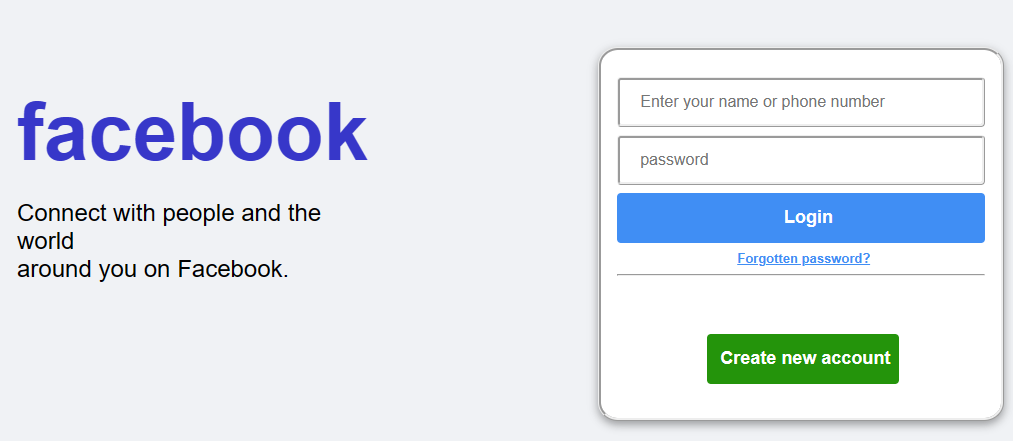 facebook
Connect with people and the
world
around you on Facebook.
Enter your name or phone number
password
Login
Forgotten password?
Create new account